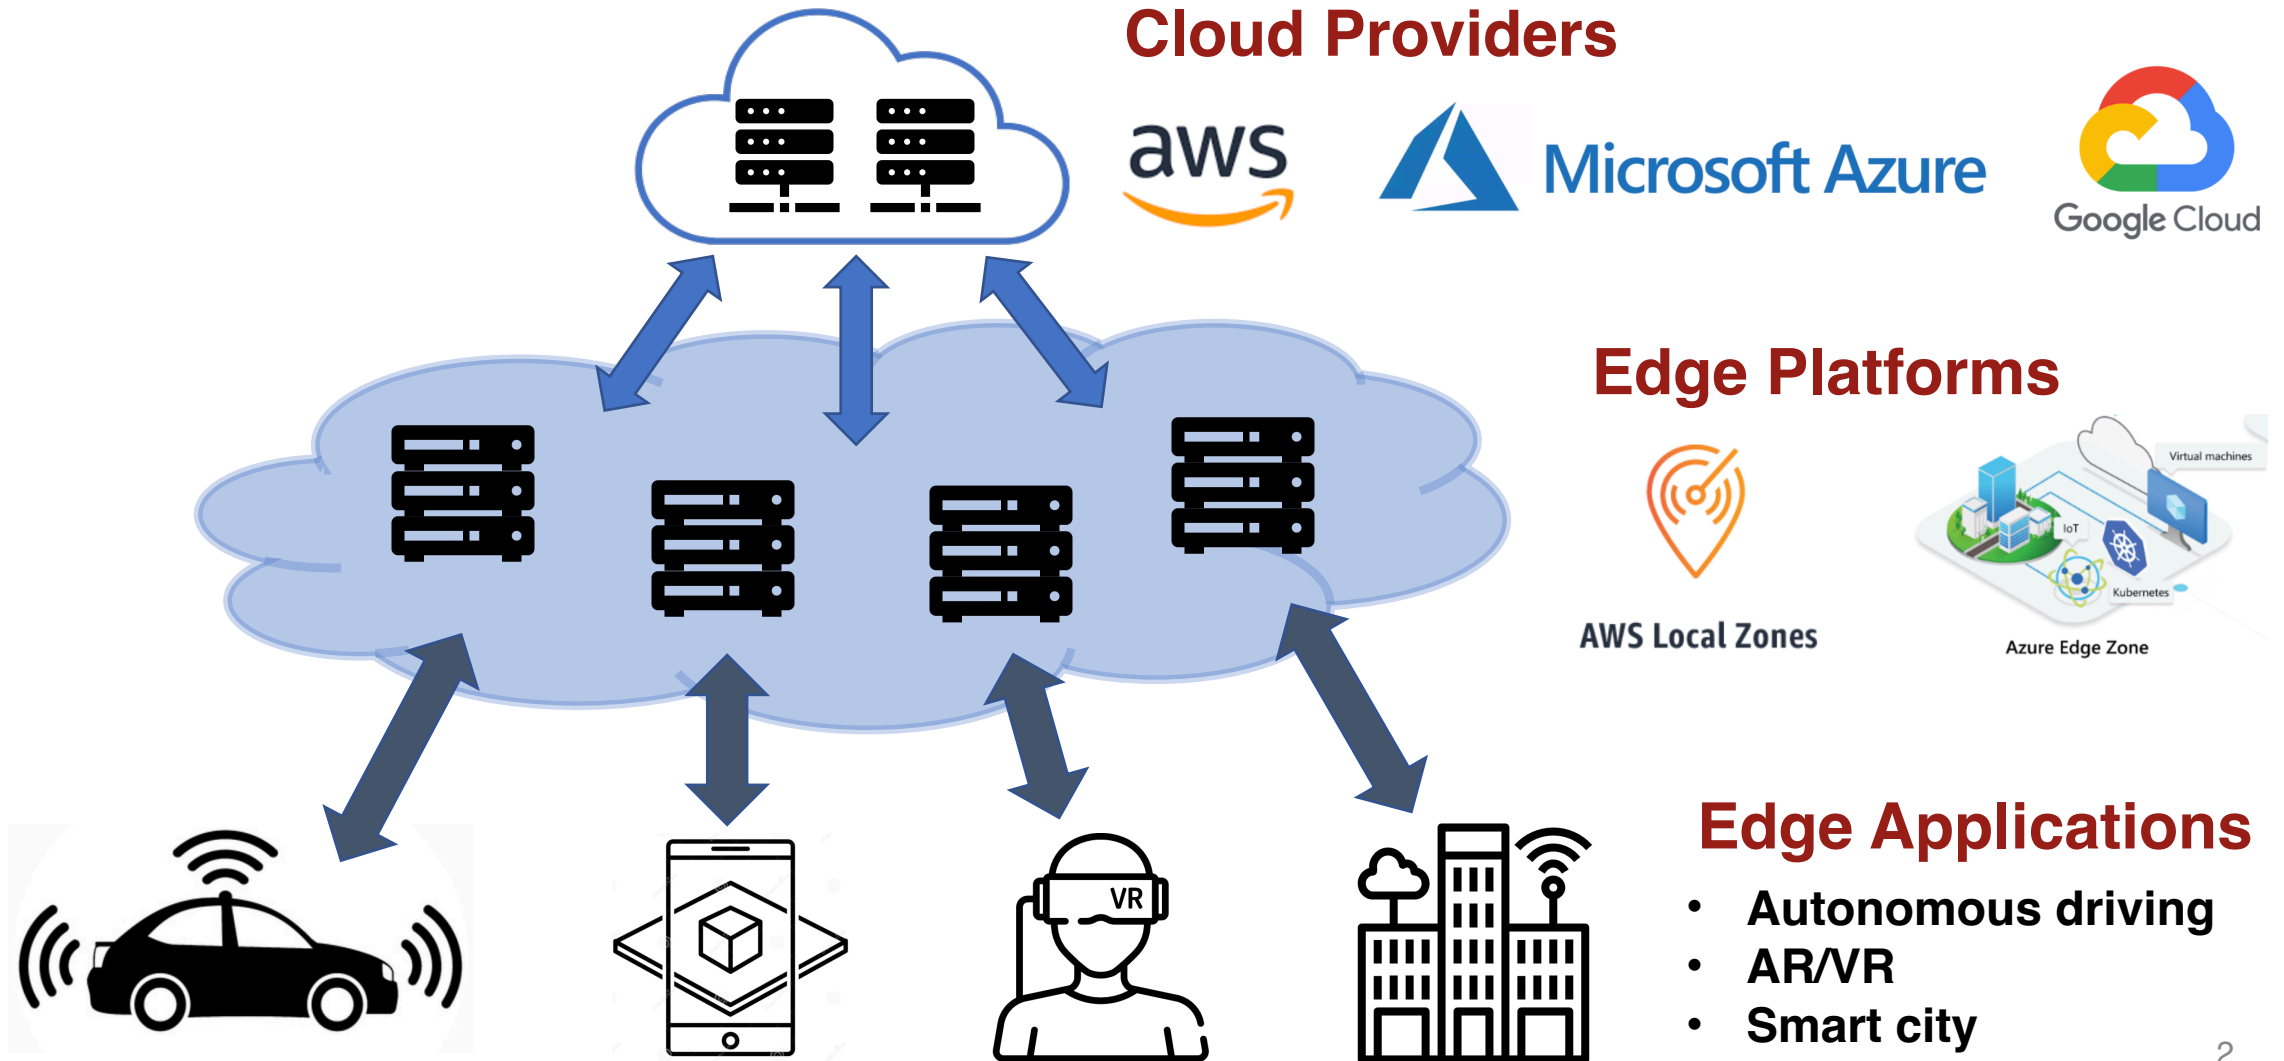 Cloud Providers
aws
Microsoft Azure
Google Cloud
Edge Platforms
Virtual machines
IoT
Kubernetes
AWS Local Zones
Azure Edge Zone
VR
Edge Applications
• Autonomous driving
• AR/VR
• Smart city
2